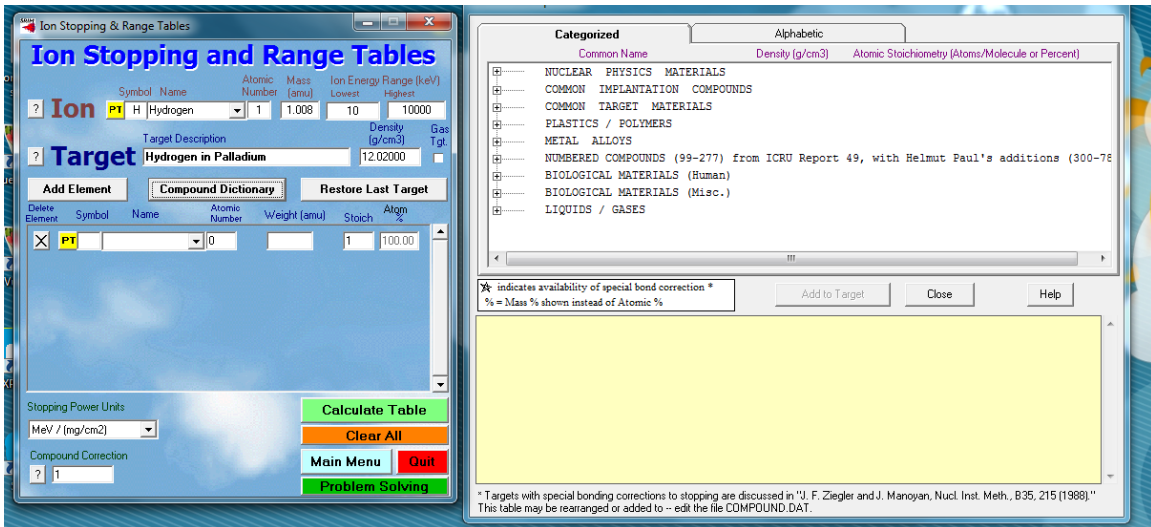 Ion Stopping & Range Tables
Ion Stopping and Range Tables
Symbol Name Atomic Number Mass (amu) Ion Energy Range (keV) Lowest Highest
? Ion PT H Hydrogen 1 1.008 10 10000
Target Description Density (g/cm3) Gas Tgt.
? Target Hydrogen in Palladium 12.02000
Add Element Compound Dictionary Restore Last Target
Delete Element Symbol Name Atomic Number Weight (amu) Stoich Atom %
X PT 0 1 100.00
Stopping Power Units
MeV / (mg/cm2)
Compound Correction
? 1
Calculate Table
Clear All
Main Menu Quit
Problem Solving
Categorized Alphabetic
Common Name Density (g/cm3) Atomic Stoichiometry (Atoms/Molecule or Percent)
NUCLEAR PHYSICS MATERIALS
COMMON IMPLANTATION COMPOUNDS
COMMON TARGET MATERIALS
PLASTICS / POLYMERS
METAL ALLOYS
NUMBERED COMPOUNDS (99-277) from ICRU Report 49, with Helmut Paul's additions (300-
BIOLOGICAL MATERIALS (Human)
BIOLOGICAL MATERIALS (Misc.)
LIQUIDS / GASES
indicates availability of special bond correction *
% = Mass % shown instead of Atomic %
Add to Target Close Help
* Targets with special bonding corrections to stopping are discussed in "J. F. Ziegler and J. Manoyan, Nucl. Inst. Meth., B35, 215 (1988)."
This table may be rearranged or added to -- edit the file COMPOUND.DAT.